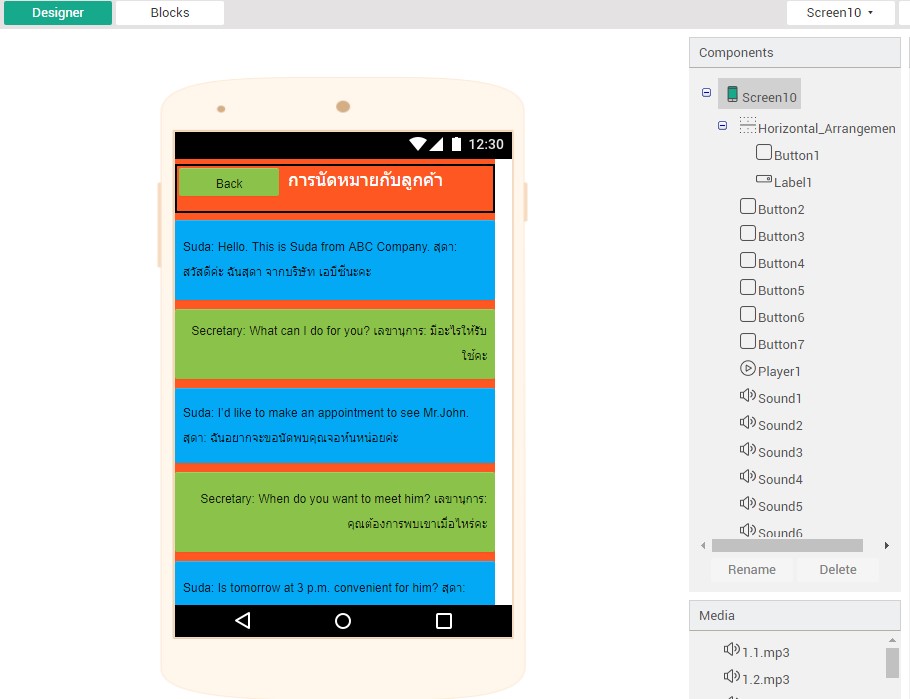 Designer
Blocks
Screen10
Components
Screen10
Horizontal_Arrangemen
Button1
Label1
Button2
Button3
Button4
Button5
Button6
Button7
Player1
Sound1
Sound2
Sound3
Sound4
Sound5
Sound6
Rename
Delete
Media
1.1.mp3
1.2.mp3
12:30
Back
การนัดหมายกับลูกค้า
Suda: Hello. This is Suda from ABC Company. สุดา:
สวัสดีค่ะ ฉันสุดา จากบริษัท เอบีซีนะคะ
Secretary: What can I do for you? เลขานุการ: มีอะไรให้รับ
ใช้คะ
Suda: I'd like to make an appointment to see Mr.John.
สุดา: ฉันอยากจะขอนัดพบคุณจอห์นหน่อยค่ะ
Secretary: When do you want to meet him? เลขานุการ:
คุณต้องการพบเขาเมื่อไหร่คะ
Suda: Is tomorrow at 3 p.m. convenient for him? สุดา: